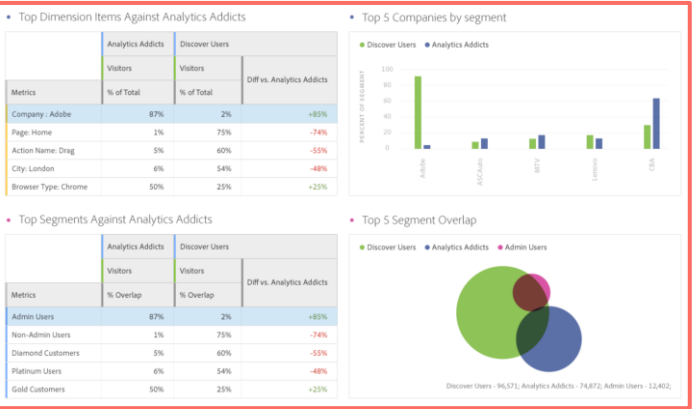 Top Dimension Items Against Analytics Addicts
Analytics Addicts Discover Users
Visitors Visitors Diff vs. Analytics Addicts
Metrics % of Total % of Total
Company : Adobe 87% 2% +85%
Page: Home 1% 75% -74%
Action Name: Drag 5% 60% -55%
City: London 6% 54% -48%
Browser Type: Chrome 50% 25% +25%
Top 5 Companies by segment
Discover Users Analytics Addicts
PERCENT OF SEGMENT
100
80
60
40
20
0
Adobe
ASCAuto
MTV
Lenovo
CBA
Top Segments Against Analytics Addicts
Analytics Addicts Discover Users
Visitors Visitors Diff vs. Analytics Addicts
Metrics % Overlap % Overlap
Admin Users 87% 2% +85%
Non-Admin Users 1% 75% -74%
Diamond Customers 5% 60% -55%
Platinum Users 6% 54% -48%
Gold Customers 50% 25% +25%
Top 5 Segment Overlap
Discover Users Analytics Addicts Admin Users
Discover Users - 96,571; Analytics Addicts - 74,872; Admin Users - 12,402;